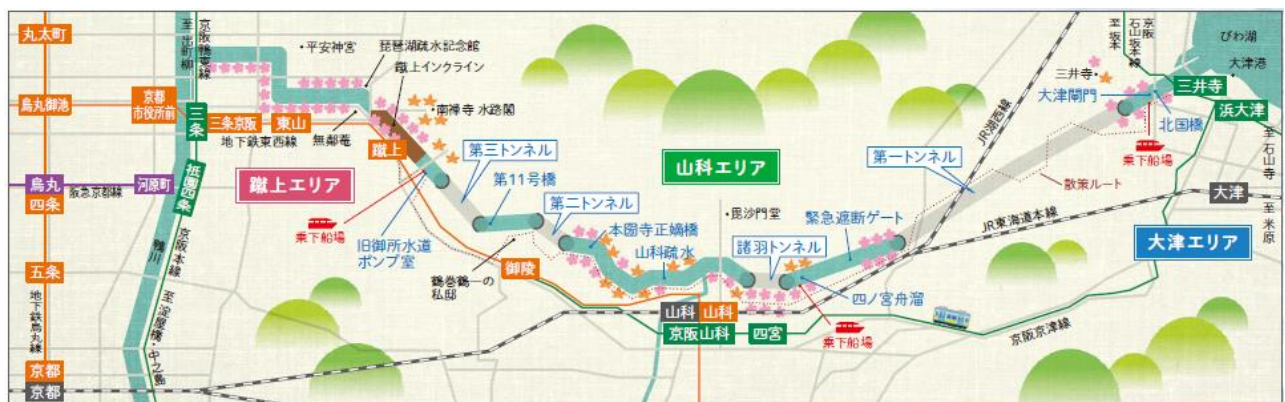 丸太町
烏丸御池
京都
市役所前
烏丸
四条
阪急京都線
河原町
五条
地下鉄烏丸線
京都
京都
至出町柳
京阪鴨東線
三条
祇園四条
鴨川
京阪本線
至淀屋橋・中之島
三条京阪
東山
地下鉄東西線
・平安神宮
琵琶湖疏水記念館
蹴上インクライン
・南禅寺 水路閣
無鄰菴
蹴上
蹴上エリア
乗下船場
旧御所水道
ポンプ室
第三トンネル
第11号橋
第二トンネル
鶴巻鶴一の
私邸
御陵
本圀寺正嫡橋
山科疏水
山科エリア
・毘沙門堂
諸羽トンネル
緊急遮断ゲート
四ノ宮舟溜
乗下船場
山科
山科
京阪山科
四宮
京阪京津線
第一トンネル
JR湖西線
散策ルート
JR東海道本線
大津
至米原
大津エリア
至坂本
京阪
石山坂本線
三井寺・
大津閘門
三井寺
北国橋
乗下船場
びわ湖
大津港
浜大津
至石山寺